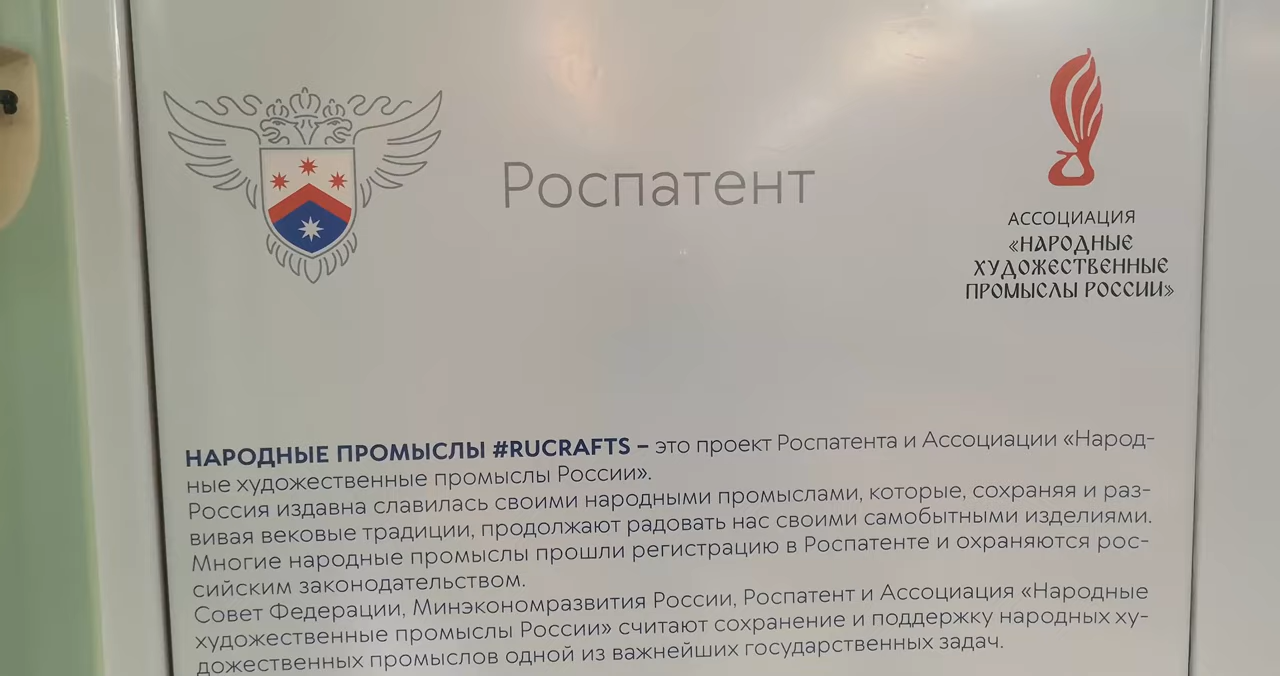 Роспатент
АССОЦИАЦИЯ
«НАРОДНЫЕ
ХУДОЖЕСТВЕННЫЕ
ПРОМЫСЛЫ РОССИИ»
НАРОДНЫЕ ПРОМЫСЛЫ #RUCRAFTS – это проект Роспатента и Ассоциации «Народ-
ные художественные промыслы России».
Россия издавна славилась своими народными промыслами, которые, сохраняя и раз-
вивая вековые традиции, продолжают радовать нас своими самобытными изделиями.
Многие народные промыслы прошли регистрацию в Роспатенте и охраняются рос-
сийским законодательством.
Совет Федерации, Минэкономразвития России, Роспатент и Ассоциация «Народные
художественные промыслы России» считают сохранение и поддержку народных ху-
дожественных промыслов одной из важнейших государственных задач.